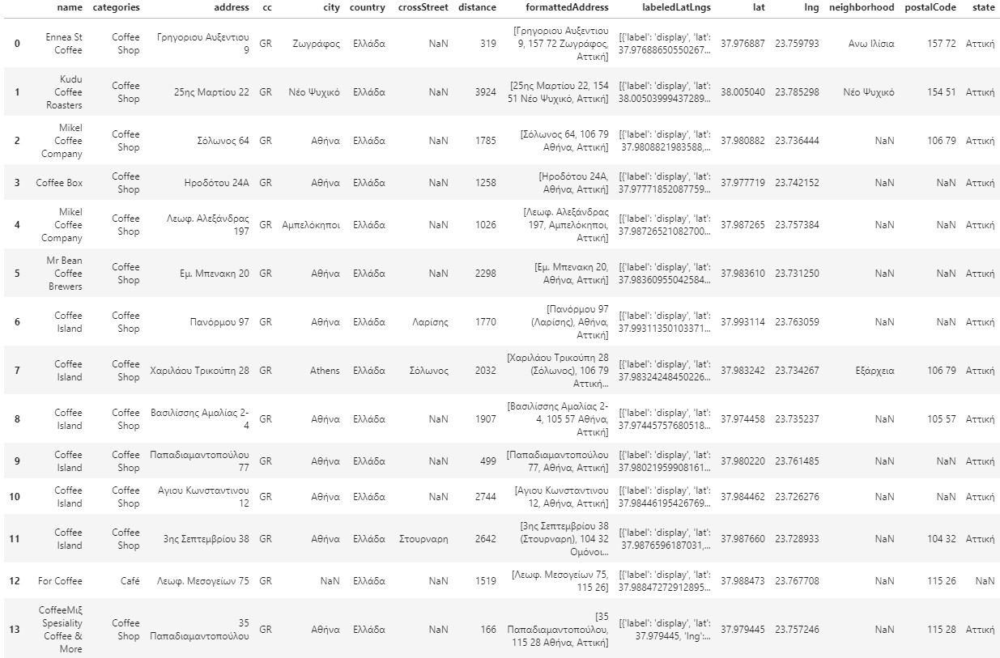 name categories address cc city country crossStreet distance formattedAddress labeledLatLngs lat lng neighborhood postalCode state
0 Ennea St Coffee Coffee Shop Γρηγοριου Αυξεντιου 9 GR Ζωγράφος Ελλάδα NaN 319 [Γρηγοριου Αυξεντιου 9, 157 72 Ζωγράφος, Αττική] [{'label': 'display', 'lat': 37.97688650550267... 37.976887 23.759793 Ανω Ιλίσια 157 72 Αττική
1 Kudu Coffee Roasters Coffee Shop 25ης Μαρτίου 22 GR Νέο Ψυχικό Ελλάδα NaN 3924 [25ης Μαρτίου 22, 154 51 Νέο Ψυχικό, Αττική] [{'label': 'display', 'lat': 38.00503999437289... 38.005040 23.785298 Νέο Ψυχικό 154 51 Αττική
2 Mikel Coffee Company Coffee Shop Σόλωνος 64 GR Αθήνα Ελλάδα NaN 1785 [Σόλωνος 64, 106 79 Αθήνα, Αττική] [{'label': 'display', 'lat': 37.9808821983588,... 37.980882 23.736444 NaN 106 79 Αττική
3 Coffee Box Coffee Shop Ηροδότου 24Α GR Αθήνα Ελλάδα NaN 1258 [Ηροδότου 24Α, Αθήνα, Αττική] [{'label': 'display', 'lat': 37.97771852087759... 37.977719 23.742152 NaN NaN Αττική
4 Mikel Coffee Company Coffee Shop Λεωφ. Αλεξάνδρας 197 GR Αμπελόκηποι Ελλάδα NaN 1026 [Λεωφ. Αλεξάνδρας 197, Αμπελόκηποι, Αττική] [{'label': 'display', 'lat': 37.98726521082700... 37.987265 23.757384 NaN NaN Αττική
5 Mr Bean Coffee Brewers Coffee Shop Εμ. Μπενακη 20 GR Αθήνα Ελλάδα NaN 2298 [Εμ. Μπενακη 20, Αθήνα, Αττική] [{'label': 'display', 'lat': 37.98360955042584... 37.983610 23.731250 NaN NaN Αττική
6 Coffee Island Coffee Shop Πανόρμου 97 GR Αθήνα Ελλάδα Λαρίσης 1770 [Πανόρμου 97 (Λαρίσης), Αθήνα, Αττική] [{'label': 'display', 'lat': 37.99311350103371... 37.993114 23.763059 NaN NaN Αττική
7 Coffee Island Coffee Shop Χαριλάου Τρικούπη 28 GR Athens Ελλάδα Σόλωνος 2032 [Χαριλάου Τρικούπη 28 (Σόλωνος), 106 79 Αττική... [{'label': 'display', 'lat': 37.98324248450226... 37.983242 23.734267 Εξάρχεια 106 79 Αττική
8 Coffee Island Coffee Shop Βασιλίσσης Αμαλίας 2-4 GR Αθήνα Ελλάδα NaN 1907 [Βασιλίσσης Αμαλίας 2-4, 105 57 Αθήνα, Αττική] [{'label': 'display', 'lat': 37.97445757680518... 37.974458 23.735237 NaN 105 57 Αττική
9 Coffee Island Coffee Shop Παπαδιαμαντοπούλου 77 GR Αθήνα Ελλάδα NaN 499 [Παπαδιαμαντοπούλου 77, Αθήνα, Αττική] [{'label': 'display', 'lat': 37.98021959908161... 37.980220 23.761485 NaN NaN Αττική
10 Coffee Island Coffee Shop Αγιου Κωνσταντινου 12 GR Αθήνα Ελλάδα NaN 2744 [Αγιου Κωνσταντινου 12, Αθήνα, Αττική] [{'label': 'display', 'lat': 37.98446195426769... 37.984462 23.726276 NaN NaN Αττική
11 Coffee Island Coffee Shop 3ης Σεπτεμβρίου 38 GR Αθήνα Ελλάδα Στουρναρη 2642 [3ης Σεπτεμβρίου 38 (Στουρναρη), 104 32 Ομόνοι... [{'label': 'display', 'lat': 37.9876596187031,... 37.987660 23.728933 NaN 104 32 Αττική
12 For Coffee Café Λεωφ. Μεσογείων 75 GR NaN Ελλάδα NaN 1519 [Λεωφ. Μεσογείων 75, 115 26] [{'label': 'display', 'lat': 37.98847272912895... 37.988473 23.767708 NaN 115 26 NaN
13 CoffeeΜιξ Spesiality Coffee & More Coffee Shop 35 Παπαδιαμαντοπούλου GR Αθήνα Ελλάδα NaN 166 [35 Παπαδιαμαντοπούλου, 115 28 Αθήνα, Αττική] [{'label': 'display', 'lat': 37.979445, 'lng':... 37.979445 23.757246 NaN 115 28 Αττική